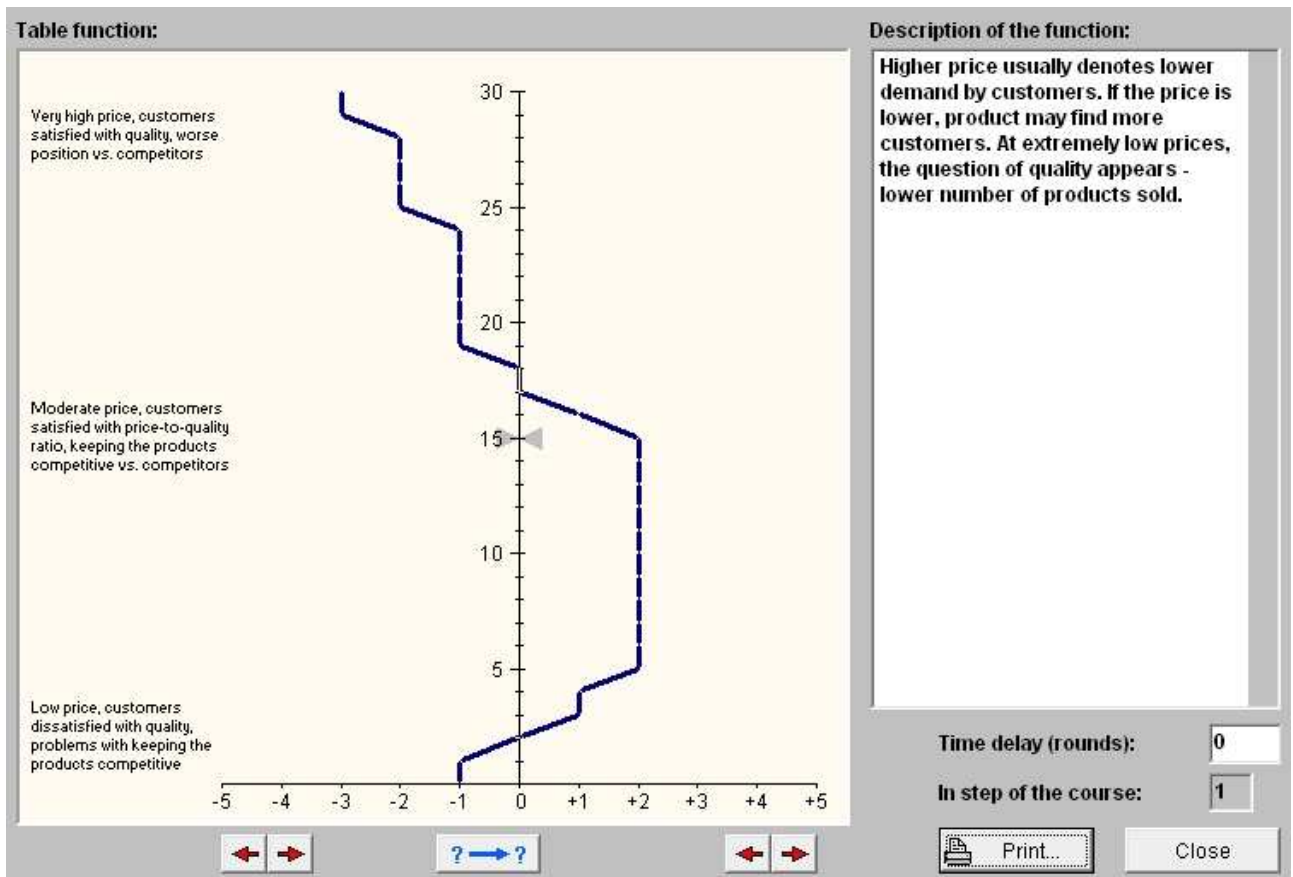 Table function:
Very high price, customers
satisfied with quality, worse
position vs. competitors
Moderate price, customers
satisfied with price-to-quality
ratio, keeping the products
competitive vs. competitors
Low price, customers
dissatisfied with quality,
problems with keeping the
products competitive
30
25
20
15
10
5
-5 -4 -3 -2 -1 0 +1 +2 +3 +4 +5
? ?
Description of the function:
Higher price usually denotes lower
demand by customers. If the price is
lower, product may find more
customers. At extremely low prices,
the question of quality appears -
lower number of products sold.
Time delay (rounds): 0
In step of the course: 1
Print... Close